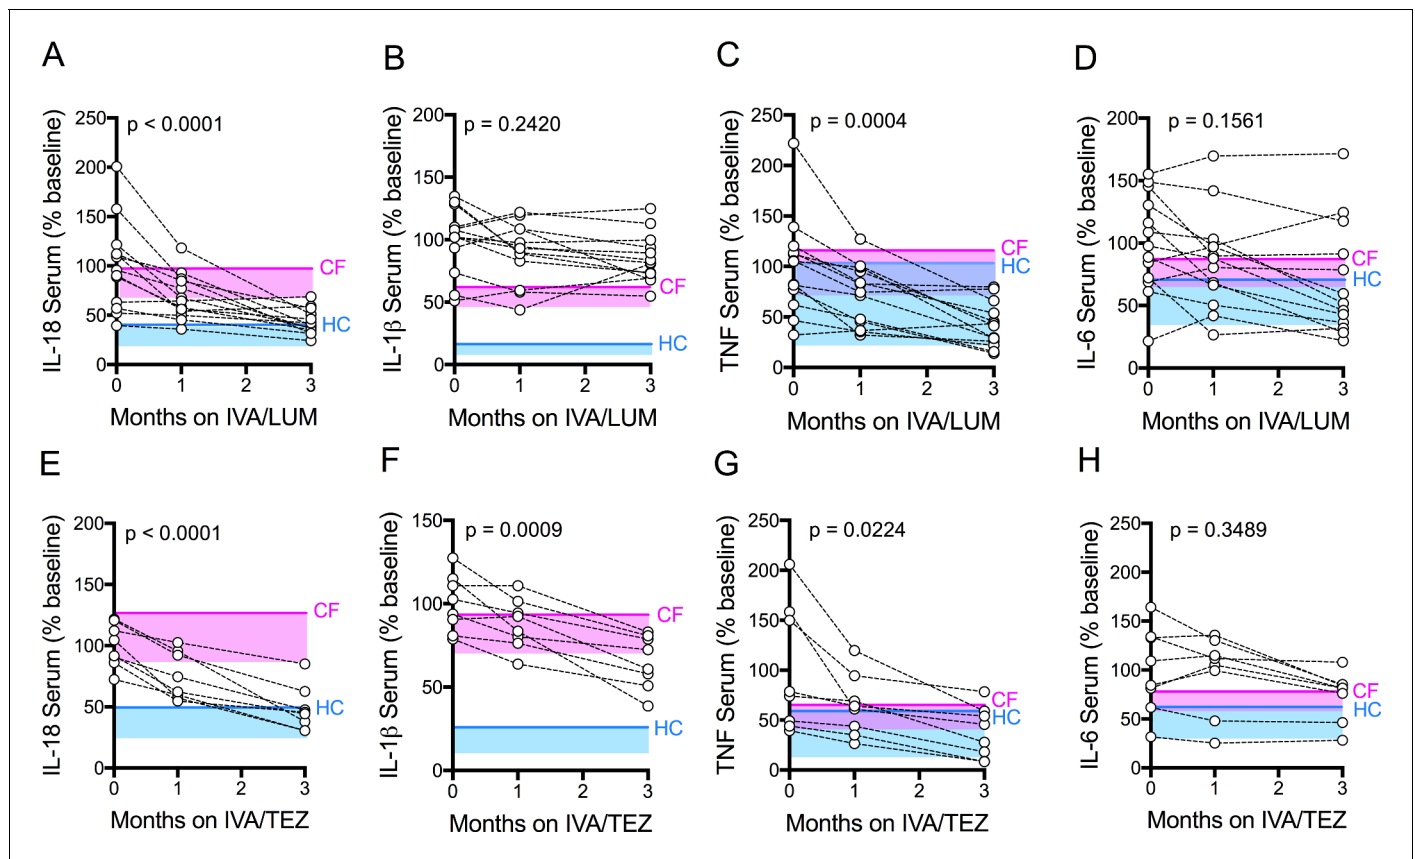 A
IL-18 Serum (% baseline)
250
200
150
100
50
0
p < 0.0001
CF
HC
0 1 2 3
Months on IVA/LUM
B
IL-1β Serum (% baseline)
200
150
100
50
0
p = 0.2420
CF
HC
0 1 2 3
Months on IVA/LUM
C
TNF Serum (% baseline)
250
200
150
100
50
0
p = 0.0004
CF
HC
0 1 2 3
Months on IVA/LUM
D
IL-6 Serum (% baseline)
200
150
100
50
0
p = 0.1561
CF
HC
0 1 2 3
Months on IVA/LUM
E
IL-18 Serum (% baseline)
200
150
100
50
0
p < 0.0001
CF
HC
0 1 2 3
Months on IVA/TEZ
F
IL-1β Serum (% baseline)
150
100
50
0
p = 0.0009
CF
HC
0 1 2 3
Months on IVA/TEZ
G
TNF Serum (% baseline)
250
200
150
100
50
0
p = 0.0224
CF
HC
0 1 2 3
Months on IVA/TEZ
H
IL-6 Serum (% baseline)
200
150
100
50
0
p = 0.3489
CF
HC
0 1 2 3
Months on IVA/TEZ